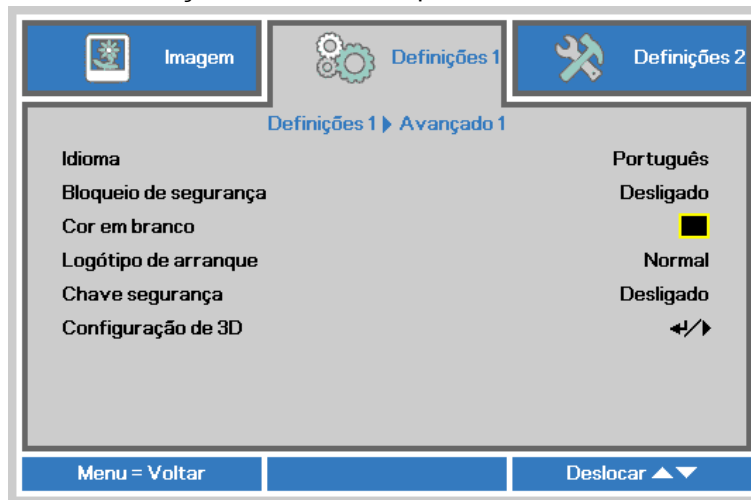 Imagem
Definições 1
Definições 2
Definições 1 ▶ Avançado 1
Idioma Português
Bloqueio de segurança Desligado
Cor em branco
Logótipo de arranque Normal
Chave segurança Desligado
Configuração de 3D ↵/▶
Menu = Voltar
Deslocar ▲▼